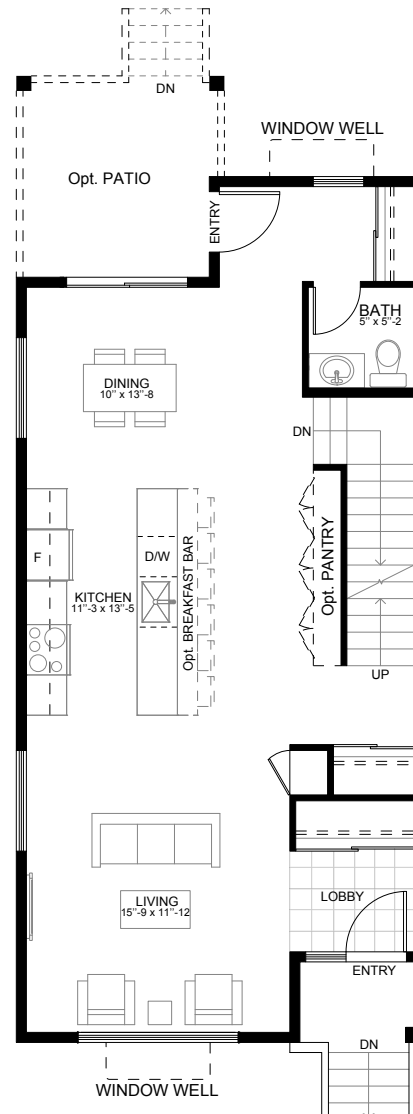 DN
WINDOW WELL
Opt. PATIO
ENTRY
BATH
5" x 5"-2
DINING
10" x 13"-8
DN
F
D/W
KITCHEN
11"-3 x 13"-5
Opt. BREAKFAST BAR
Opt. PANTRY
UP
LIVING
15"-9 x 11"-12
LOBBY
ENTRY
DN
WINDOW WELL